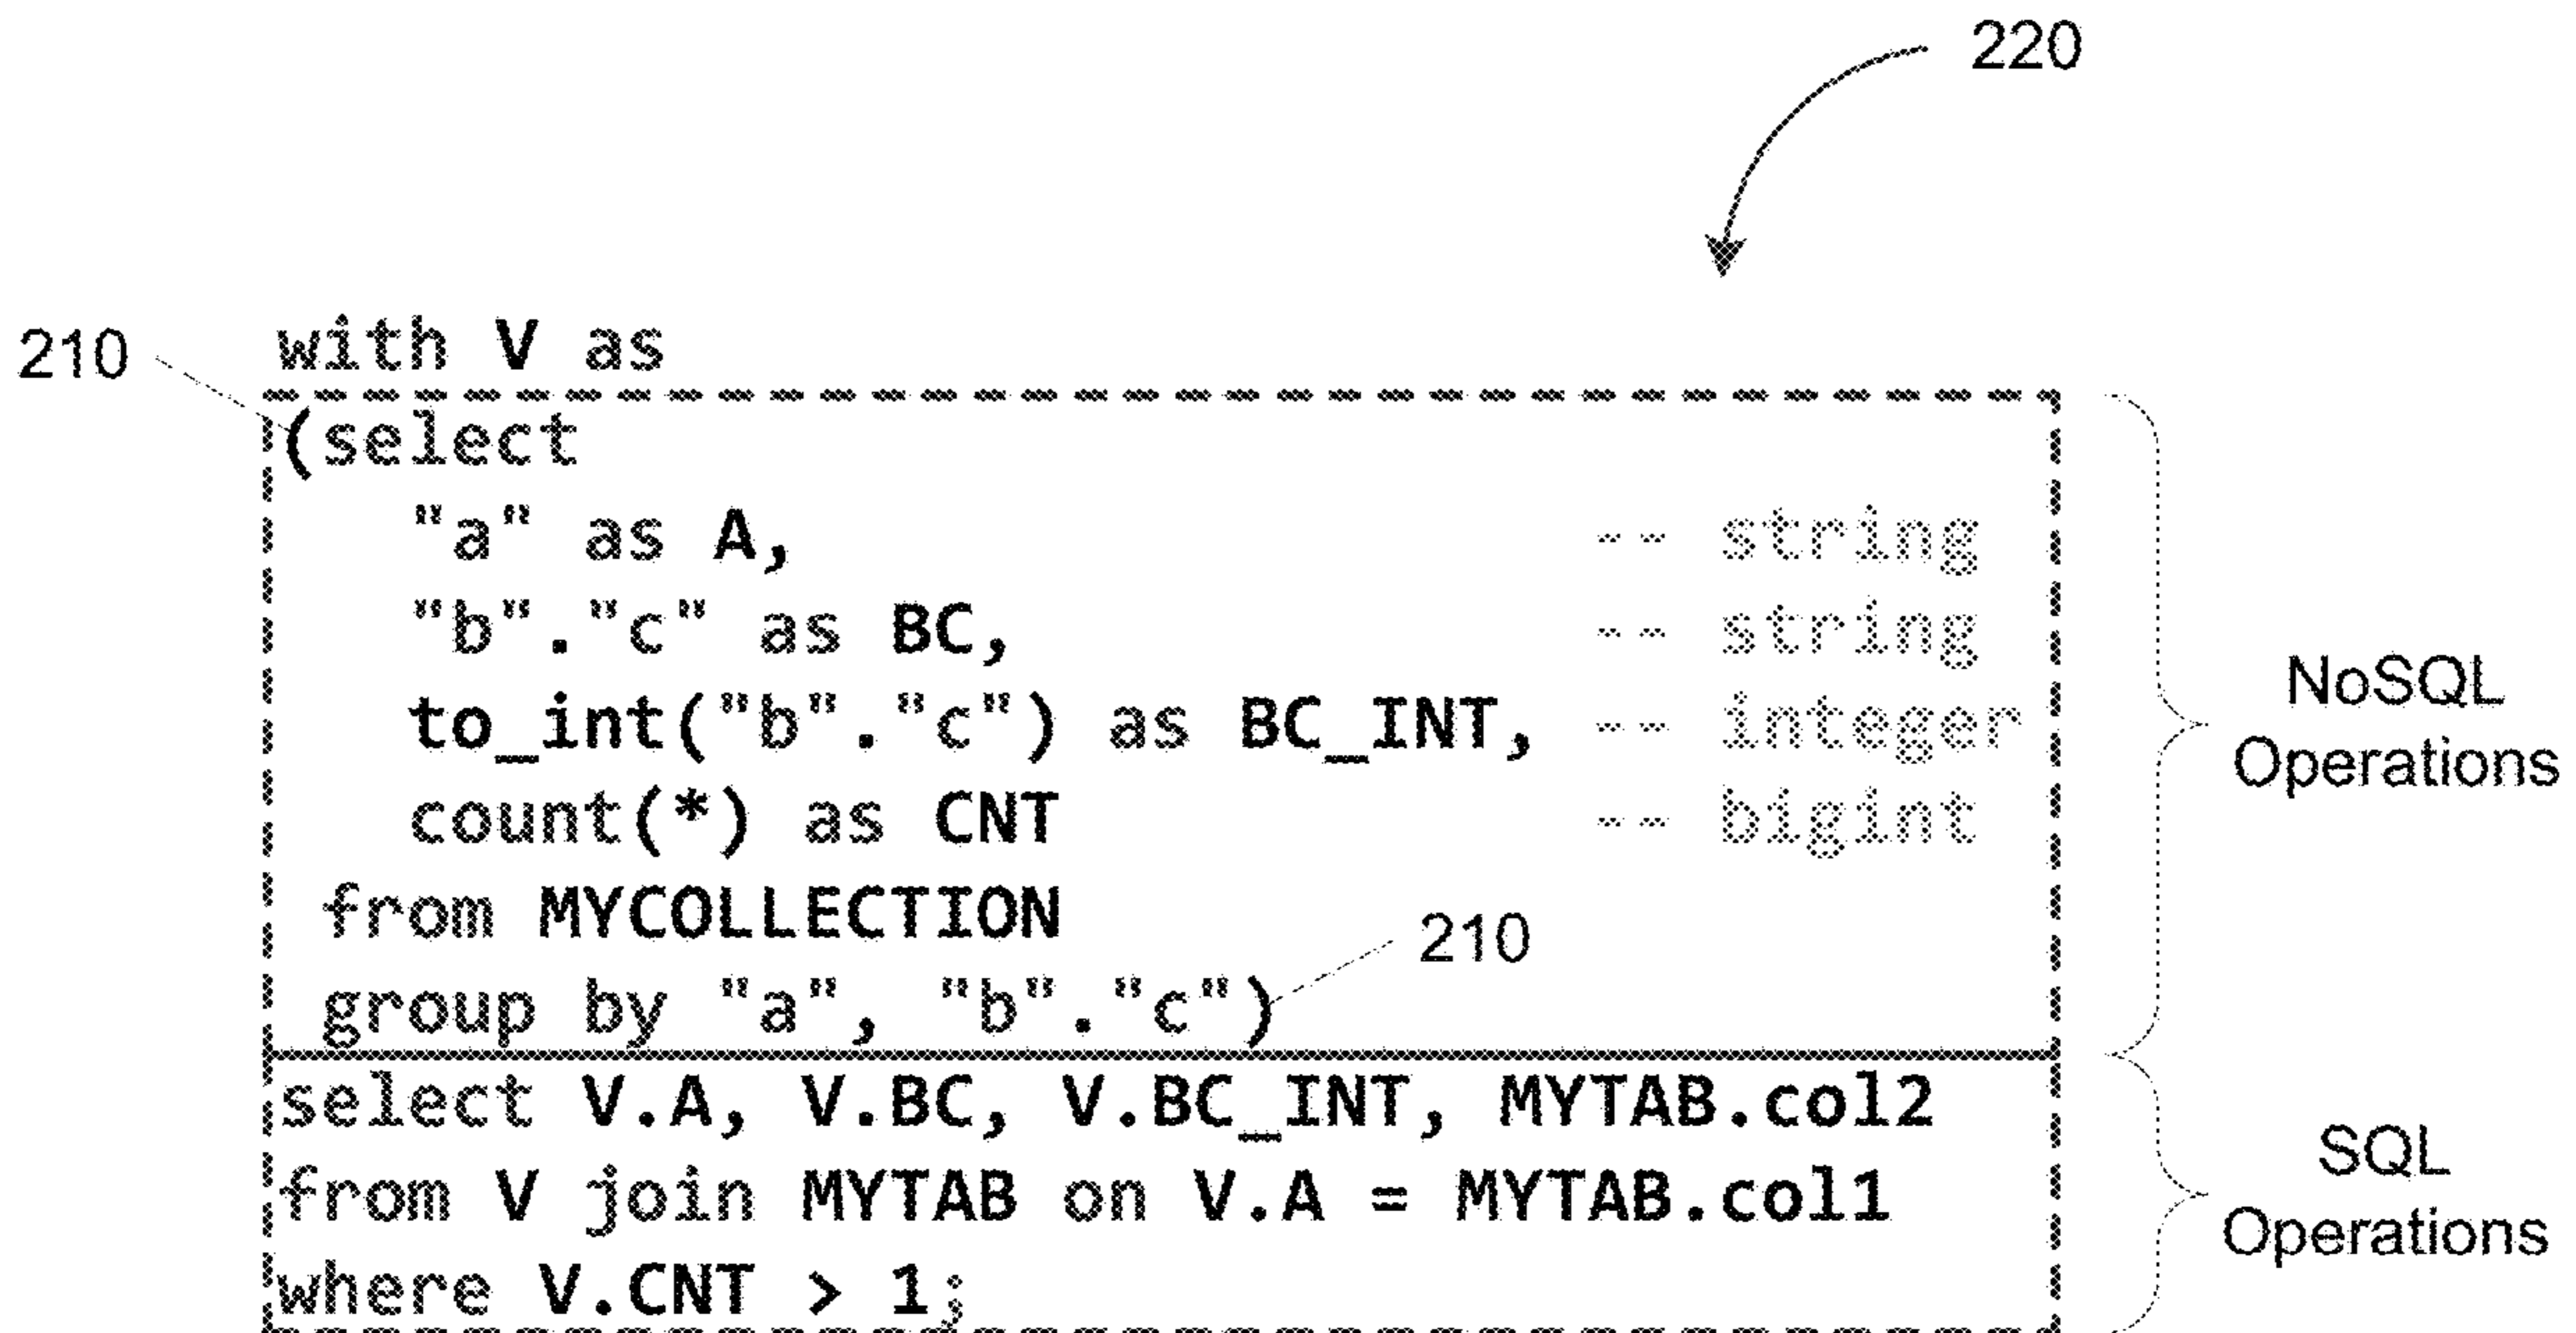 220
210
with V as
(select
"a" as A, -- string
"b"."c" as BC, -- string
to_int("b"."c") as BC_INT, -- integer
count(*) as CNT -- bigint
from MYCOLLECTION
210
group by "a", "b"."c")
NoSQL
Operations
select V.A, V.BC, V.BC_INT, MYTAB.col2
from V join MYTAB on V.A = MYTAB.col1
where V.CNT > 1;
SQL
Operations